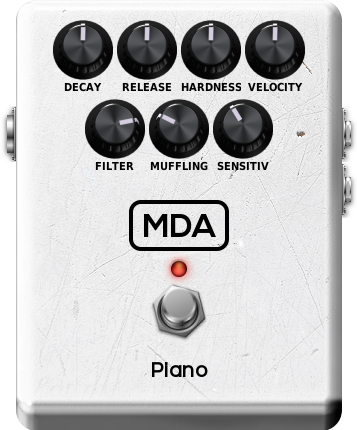 DECAY RELEASE HARDNESS VELOCITY
FILTER MUFFLING SENSITIV
MDA
Piano